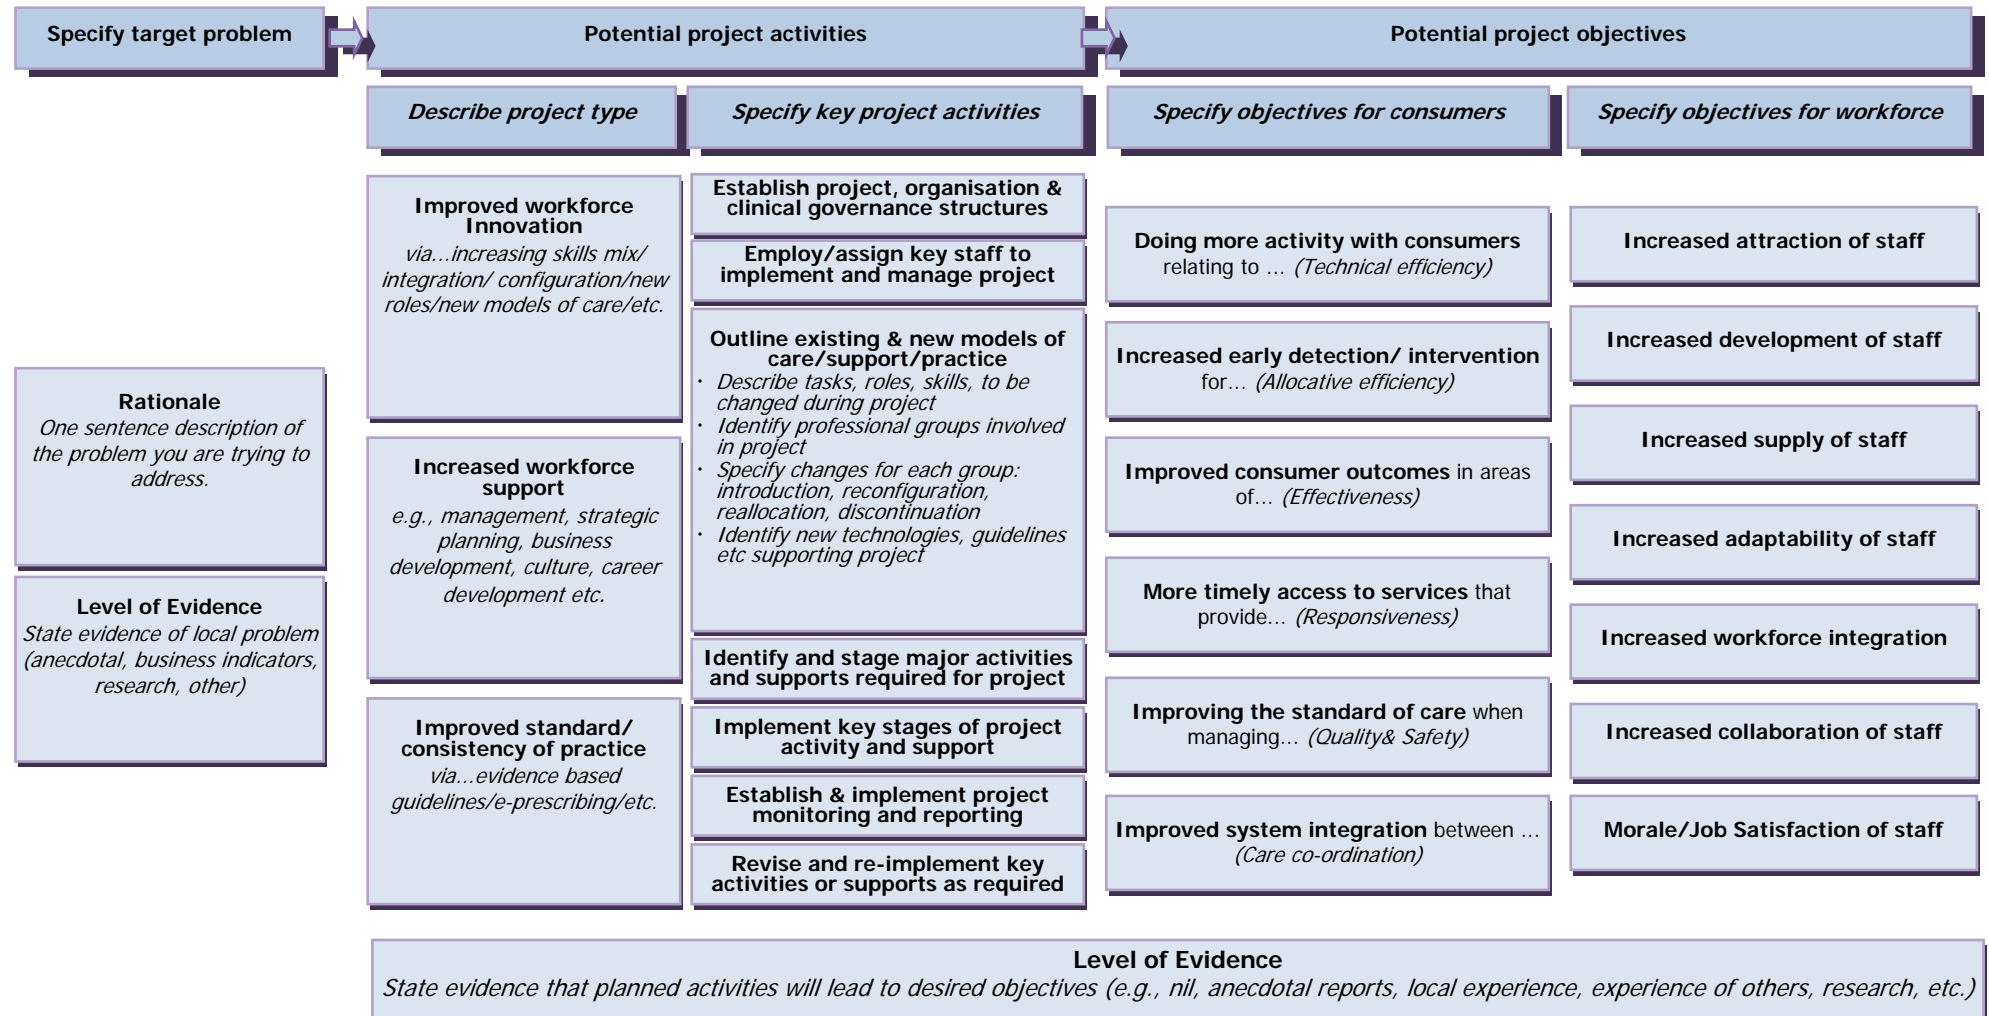 Specify target problem
Potential project activities
Potential project objectives
Describe project type
Specify key project activities
Specify objectives for consumers
Specify objectives for workforce
Rationale
One sentence description of
the problem you are trying to
address.
Level of Evidence
State evidence of local problem
(anecdotal, business indicators,
research, other)
Improved workforce
Innovation
via...increasing skills mix/
integration/ configuration/new
roles/new models of care/etc.
Increased workforce
support
e.g., management, strategic
planning, business
development, culture, career
development etc.
Improved standard/
consistency of practice
via...evidence based
guidelines/e-prescribing/etc.
Establish project, organisation &
clinical governance structures
Employ/assign key staff to
implement and manage project
Outline existing & new models of
care/support/practice
· Describe tasks, roles, skills, to be
changed during project
· Identify professional groups involved
in project
· Specify changes for each group:
introduction, reconfiguration,
reallocation, discontinuation
· Identify new technologies, guidelines
etc supporting project
Identify and stage major activities
and supports required for project
Implement key stages of project
activity and support
Establish & implement project
monitoring and reporting
Revise and re-implement key
activities or supports as required
Doing more activity with consumers
relating to ... (Technical efficiency)
Increased early detection/ intervention
for... (Allocative efficiency)
Improved consumer outcomes in areas
of... (Effectiveness)
More timely access to services that
provide... (Responsiveness)
Improving the standard of care when
managing... (Quality& Safety)
Improved system integration between ...
(Care co-ordination)
Increased attraction of staff
Increased development of staff
Increased supply of staff
Increased adaptability of staff
Increased workforce integration
Increased collaboration of staff
Morale/Job Satisfaction of staff
Level of Evidence
State evidence that planned activities will lead to desired objectives (e.g., nil, anecdotal reports, local experience, experience of others, research, etc.)